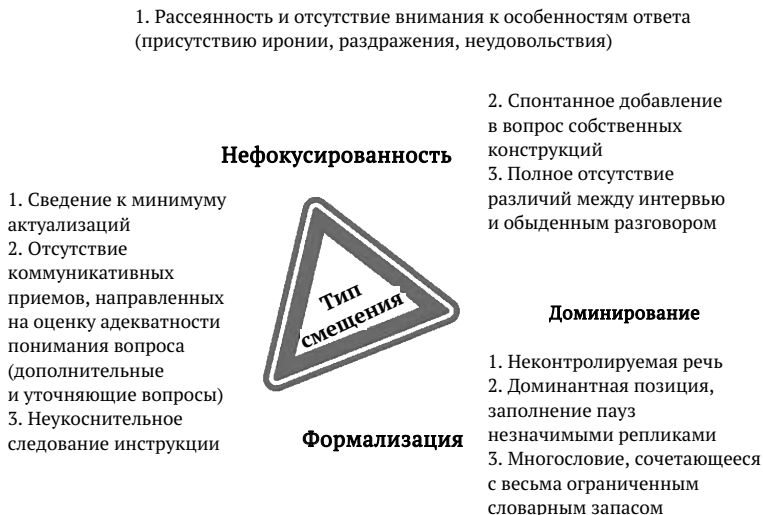 1. Рассеянность и отсутствие внимания к особенностям ответа
(присутствию иронии, раздражения, неудовольствия)
2. Спонтанное добавление
в вопрос собственных
конструкций
3. Полное отсутствие
различий между интервью
и обыденным разговором
Нефокусированность
1. Сведение к минимуму
актуализаций
2. Отсутствие
коммуникативных
приемов, направленных
на оценку адекватности
понимания вопроса
(дополнительные
и уточняющие вопросы)
3. Неукоснительное
следование инструкции
Тип
смещения
Формализация
Доминирование
1. Неконтролируемая речь
2. Доминантная позиция,
заполнение пауз
незначимыми репликами
3. Многословие, сочетающееся
с весьма ограниченным
словарным запасом